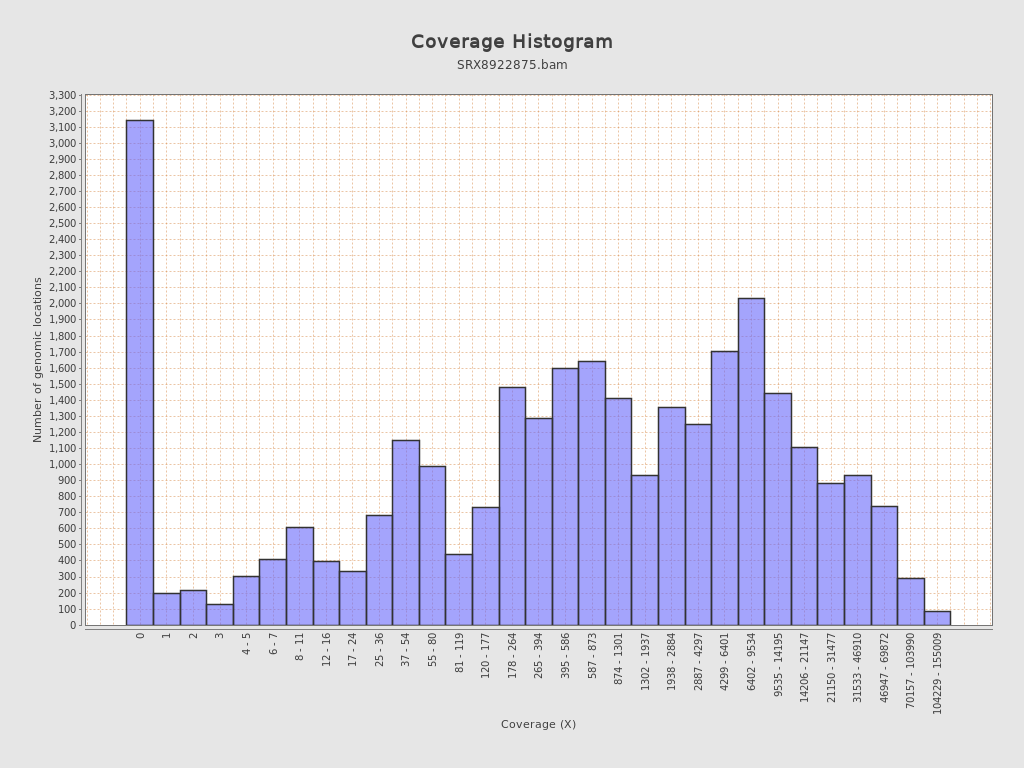 Coverage Histogram
SRX8922875.bam
3,300
3,200
3,100
3,000
2,900
2,800
2,700
2,600
2,500
2,400
2,300
2,200
2,100
2,000
1,900
1,800
1,700
1,600
1,500
1,400
1,300
1,200
1,100
1,000
900
800
700
600
500
400
300
200
100
0
Number of genomic locations
0
1
2
3
4 - 5
6 - 7
8 - 11
12 - 16
17 - 24
25 - 36
37 - 54
55 - 80
81 - 119
120 - 177
178 - 264
265 - 394
395 - 586
587 - 873
874 - 1301
1302 - 1937
1938 - 2884
2887 - 4297
4299 - 6401
6402 - 9534
9535 - 14195
14206 - 21147
21150 - 31477
31533 - 46910
46947 - 69872
70157 - 103990
104229 - 155009
Coverage (X)